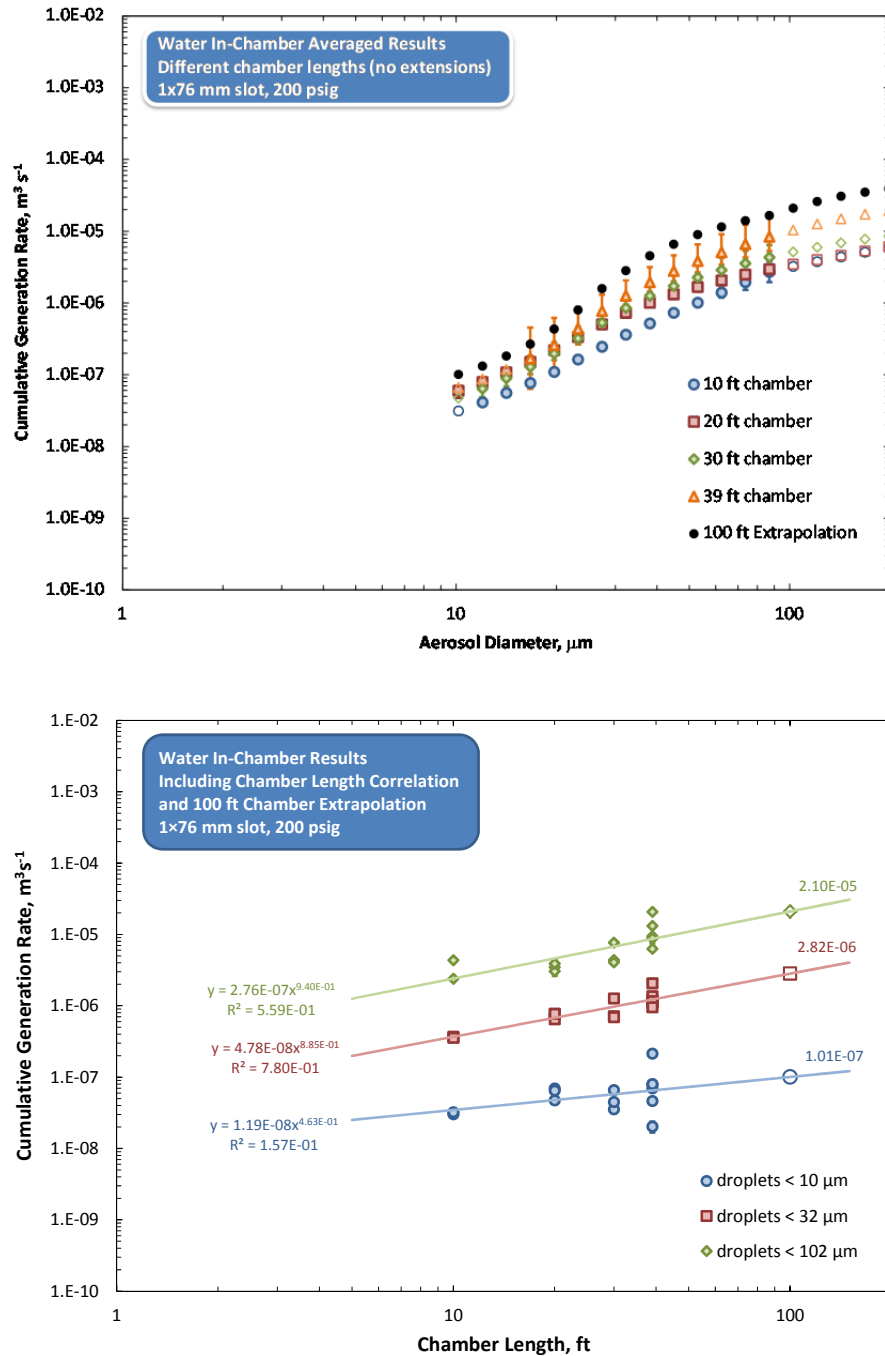 1.0E-02
1.0E-03
1.0E-04
1.0E-05
1.0E-06
1.0E-07
1.0E-08
1.0E-09
1.0E-10
Cumulative Generation Rate, m³ s⁻¹
Water In-Chamber Averaged Results
Different chamber lengths (no extensions)
1x76 mm slot, 200 psig
10 ft chamber
20 ft chamber
30 ft chamber
39 ft chamber
100 ft Extrapolation
1
10
100
Aerosol Diameter, µm
1.E-02
1.E-03
1.E-04
1.E-05
1.E-06
1.E-07
1.E-08
1.E-09
1.E-10
Cumulative Generation Rate, m³s⁻¹
Water In-Chamber Results
Including Chamber Length Correlation
and 100 ft Chamber Extrapolation
1×76 mm slot, 200 psig
2.10E-05
2.82E-06
y = 2.76E-07x^9.40E-01
R² = 5.59E-01
y = 4.78E-08x^8.85E-01
R² = 7.80E-01
1.01E-07
y = 1.19E-08x^4.63E-01
R² = 1.57E-01
droplets < 10 µm
droplets < 32 µm
droplets < 102 µm
1
10
100
Chamber Length, ft